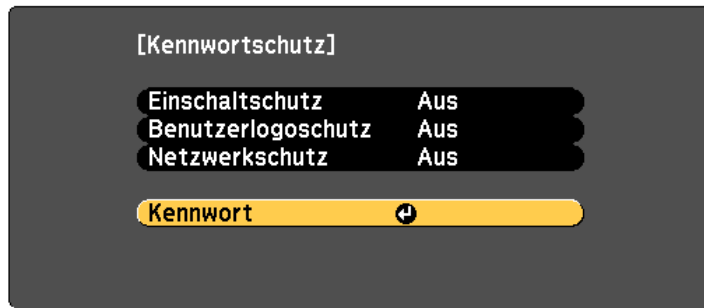 [Kennwortschutz]
Einschaltschutz Aus
Benutzerlogoschutz Aus
Netzwerkschutz Aus
Kennwort